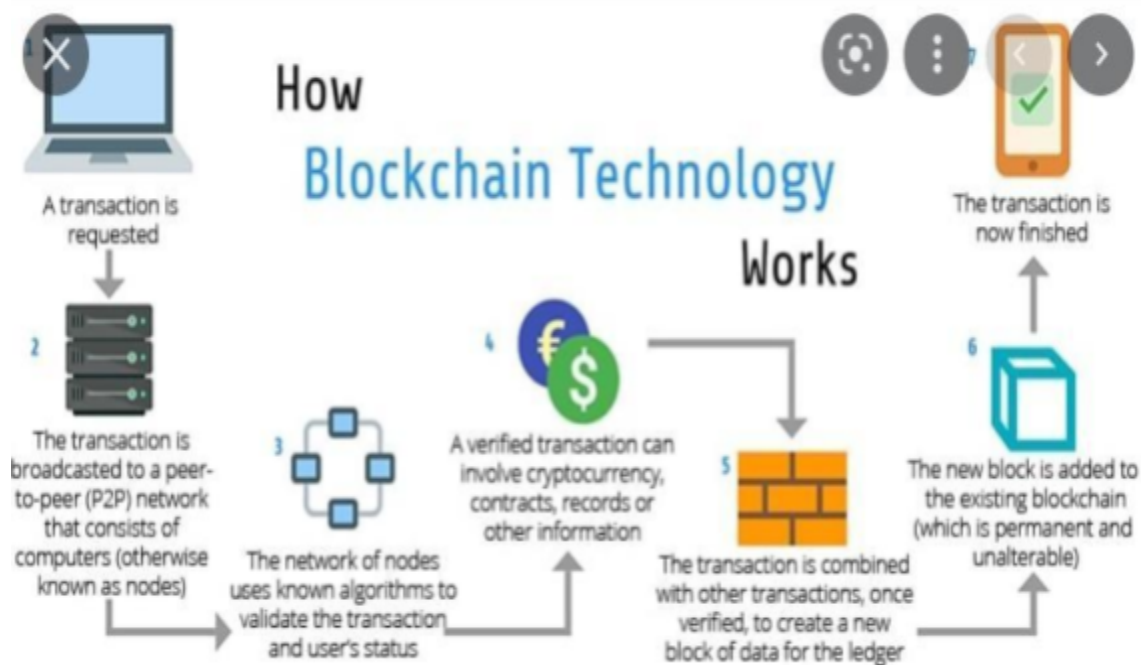 How
Blockchain Technology
Works
1
A transaction is
requested
2
The transaction is
broadcasted to a peer-
to-peer (P2P) network
that consists of
computers (otherwise
known as nodes)
3
The network of nodes
uses known algorithms to
validate the transaction
and user's status
4
€
$
A verified transaction can
involve cryptocurrency,
contracts, records or
other information
5
The transaction is combined
with other transactions, once
verified, to create a new
block of data for the ledger
6
The new block is added to
the existing blockchain
(which is permanent and
unalterable)
7
The transaction is
now finished